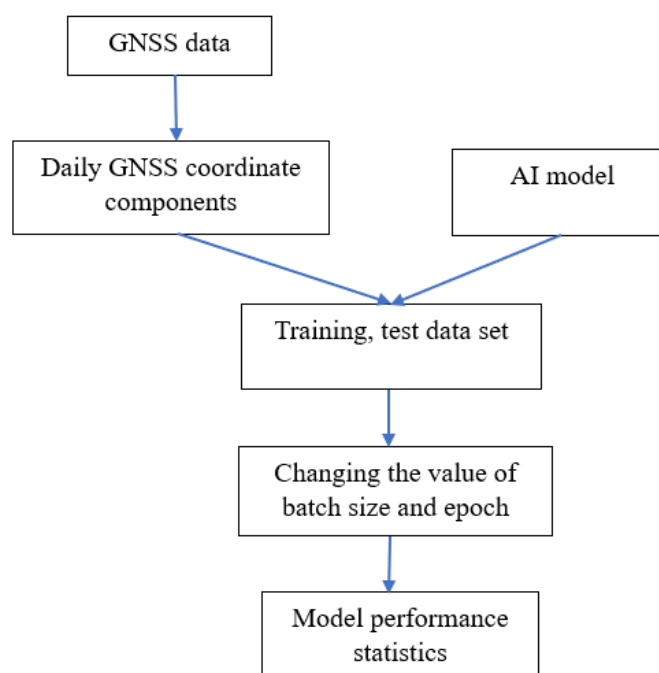 GNSS data
Daily GNSS coordinate
components
AI model
Training, test data set
Changing the value of
batch size and epoch
Model performance
statistics